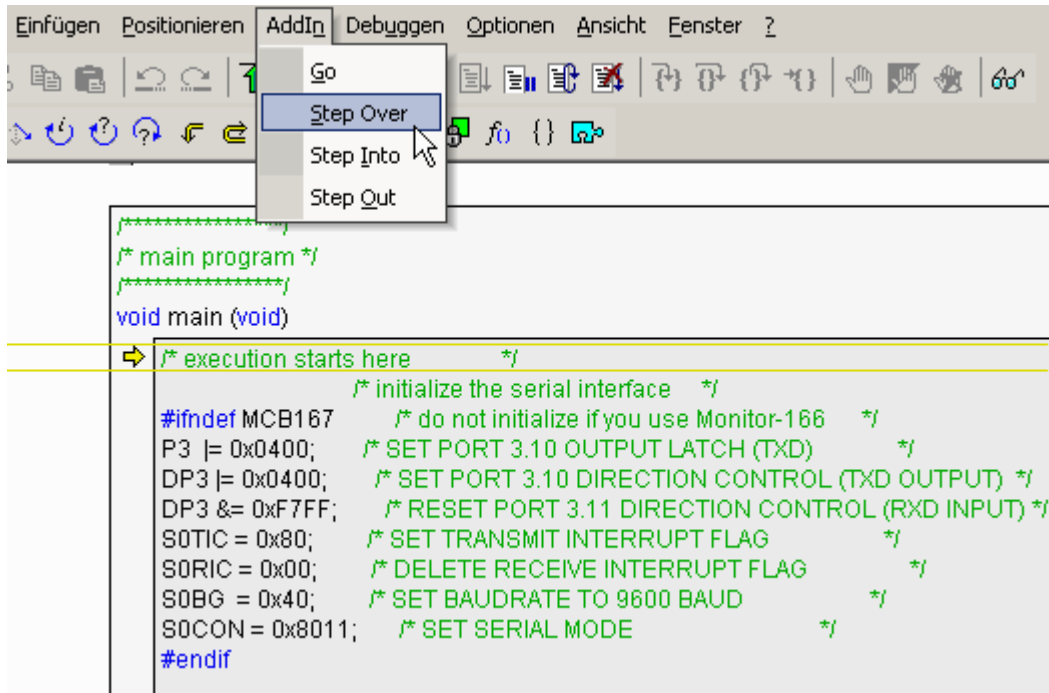 Einfügen Positionieren AddIn Debuggen Optionen Ansicht Fenster ?
Go
Step Over
Step Into
Step Out
f()
{}
/*****************/
/* main program */
/*****************/
void main (void)
/* execution starts here */
/* initialize the serial interface */
#ifndef MCB167 /* do not initialize if you use Monitor-166 */
P3 |= 0x0400; /* SET PORT 3.10 OUTPUT LATCH (TXD) */
DP3 |= 0x0400; /* SET PORT 3.10 DIRECTION CONTROL (TXD OUTPUT) */
DP3 &= 0xF7FF; /* RESET PORT 3.11 DIRECTION CONTROL (RXD INPUT) */
S0TIC = 0x80; /* SET TRANSMIT INTERRUPT FLAG */
S0RIC = 0x00; /* DELETE RECEIVE INTERRUPT FLAG */
S0BG = 0x40; /* SET BAUDRATE TO 9600 BAUD */
S0CON = 0x8011; /* SET SERIAL MODE */
#endif